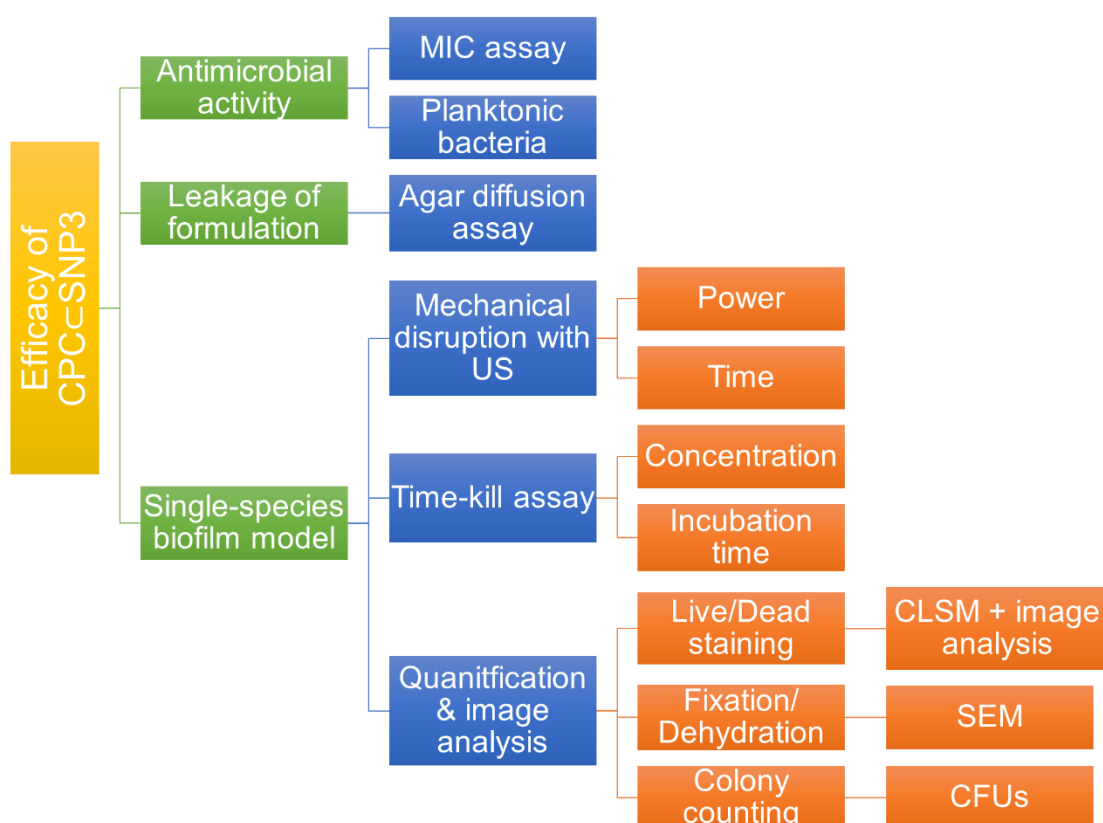 Efficacy of
CPC⊂SNP3
Antimicrobial
activity
MIC assay
Planktonic
bacteria
Leakage of
formulation
Agar diffusion
assay
Single-species
biofilm model
Mechanical
disruption with
US
Power
Time
Time-kill assay
Concentration
Incubation
time
Quanitfication
& image
analysis
Live/Dead
staining
CLSM + image
analysis
Fixation/
Dehydration
SEM
Colony
counting
CFUs